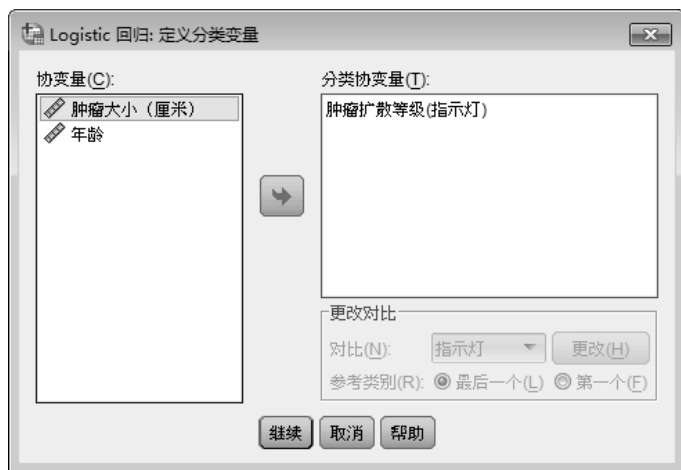 Logistic 回归: 定义分类变量
协变量(C):
肿瘤大小（厘米）
年龄
分类协变量(T):
肿瘤扩散等级(指示灯)
更改对比
对比(N): 指示灯 更改(H)
参考类别(R): 最后一个(L) 第一个(F)
继续 取消 帮助